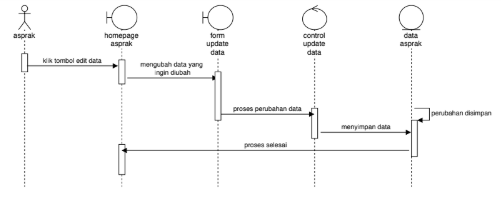 asprak
homepage
asprak
form
update
data
control
update
data
data
asprak
klik tombol edit data
mengubah data yang
ingin diubah
proses perubahan data
perubahan disimpan
menyimpan data
proses selesai